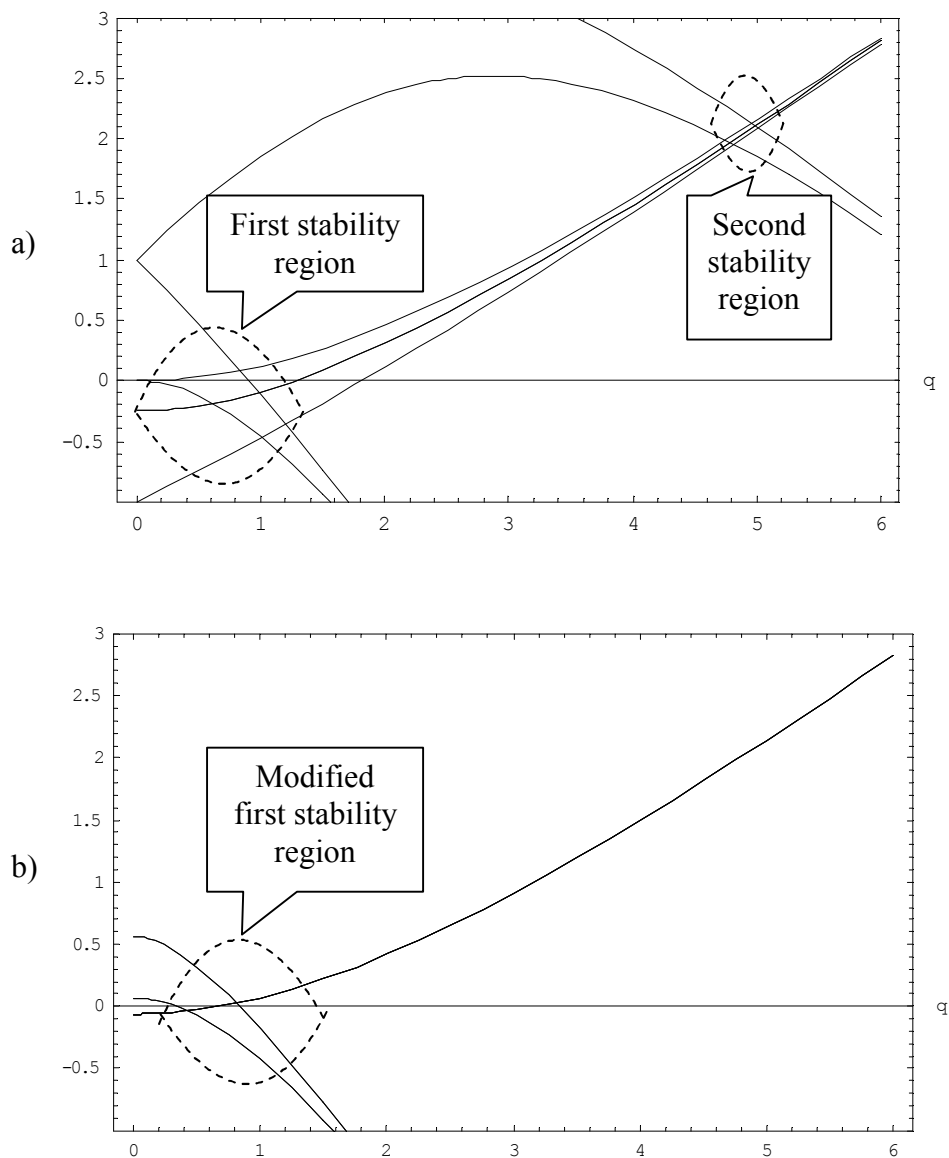 3
2.5
2
1.5
1
0.5
0
−0.5
a)
First stability
region
Second
stability
region
q
0 1 2 3 4 5 6
3
2.5
2
1.5
1
0.5
0
−0.5
b)
Modified
first stability
region
q
0 1 2 3 4 5 6